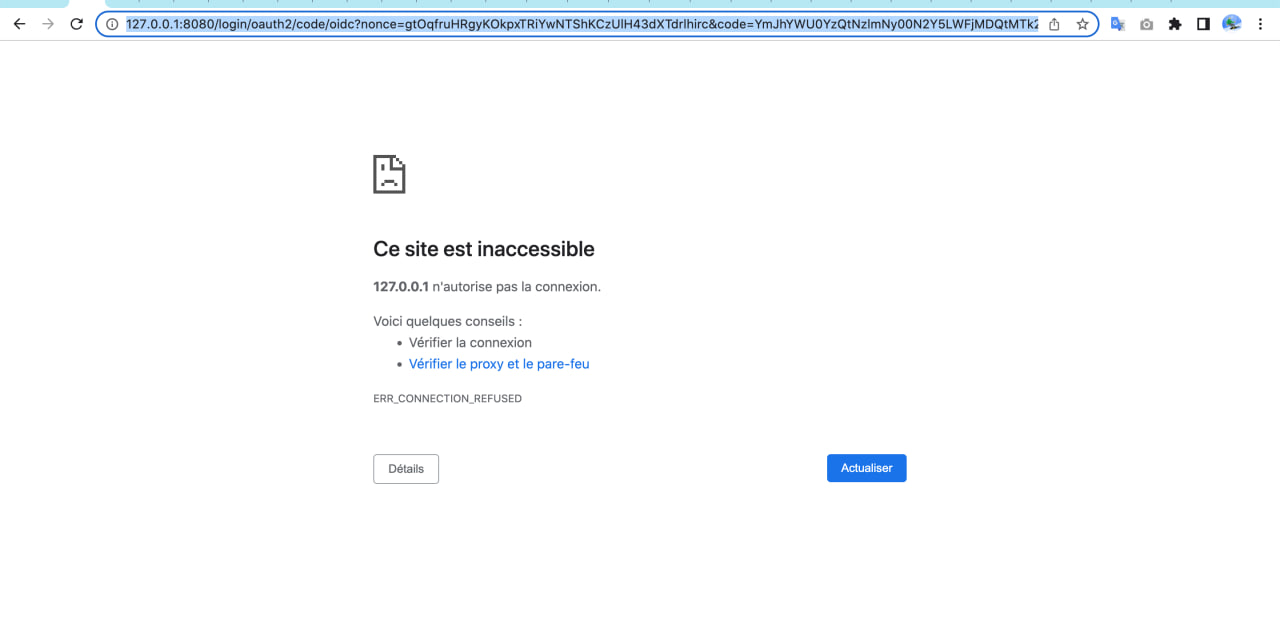 127.0.0.1:8080/login/oauth2/code/oidc?nonce=gtOqfruHRgyKOkpxTRiYwNTShKCzUlH43dXTdrlhirc&code=YmJhYWU0YzQtNzlmNy00N2Y5LWFjMDQtMTk2
Ce site est inaccessible
127.0.0.1 n'autorise pas la connexion.
Voici quelques conseils :
• Vérifier la connexion
• Vérifier le proxy et le pare-feu
ERR_CONNECTION_REFUSED
Détails
Actualiser